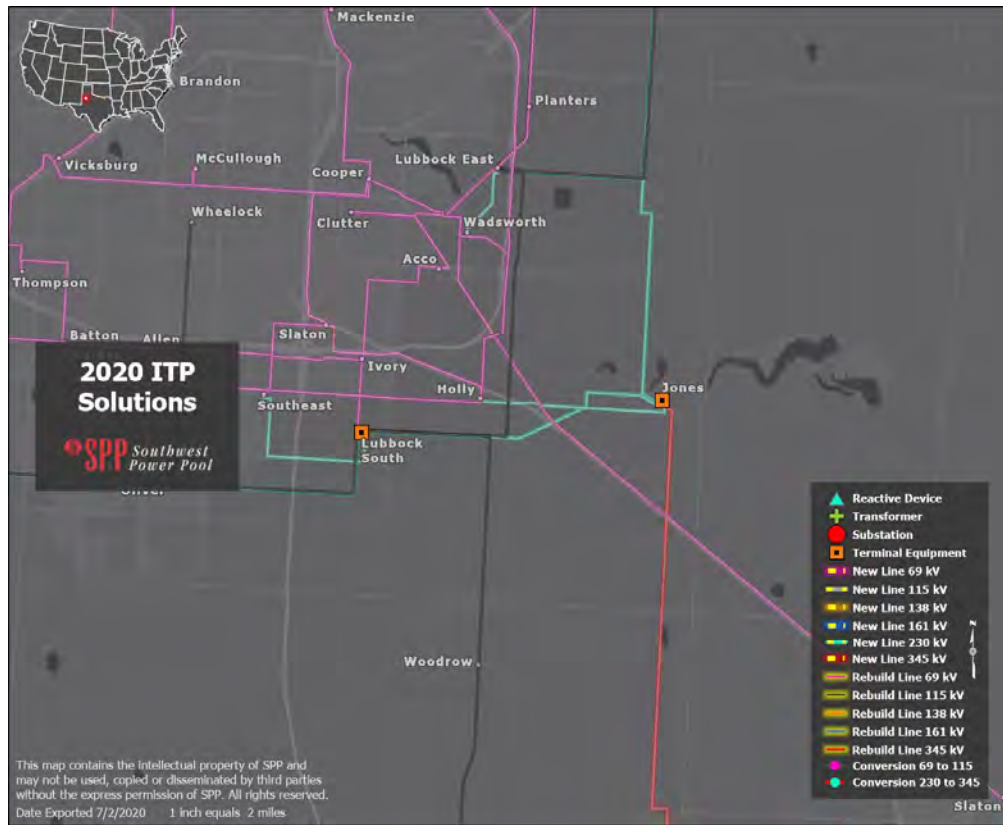 Mackenzie
Brandon
Planters
Vicksburg
McCullough
Lubbock East
Cooper
Wheelock
Clutter
Wadsworth
Acco
Thompson
Batton
Allen
Slaton
Ivory
Holly
Jones
Southeast
Lubbock
South
Oliver
Woodrow
Slaton
2020 ITP
Solutions
SPP Southwest
Power Pool
Reactive Device
Transformer
Substation
Terminal Equipment
New Line 69 kV
New Line 115 kV
New Line 138 kV
New Line 161 kV
New Line 230 kV
New Line 345 kV
Rebuild Line 69 kV
Rebuild Line 115 kV
Rebuild Line 138 kV
Rebuild Line 161 kV
Rebuild Line 345 kV
Conversion 69 to 115
Conversion 230 to 345
N
This map contains the intellectual property of SPP and
may not be used, copied or disseminated by third parties
without the express permission of SPP. All rights reserved.
Date Exported 7/2/2020 1 inch equals 2 miles